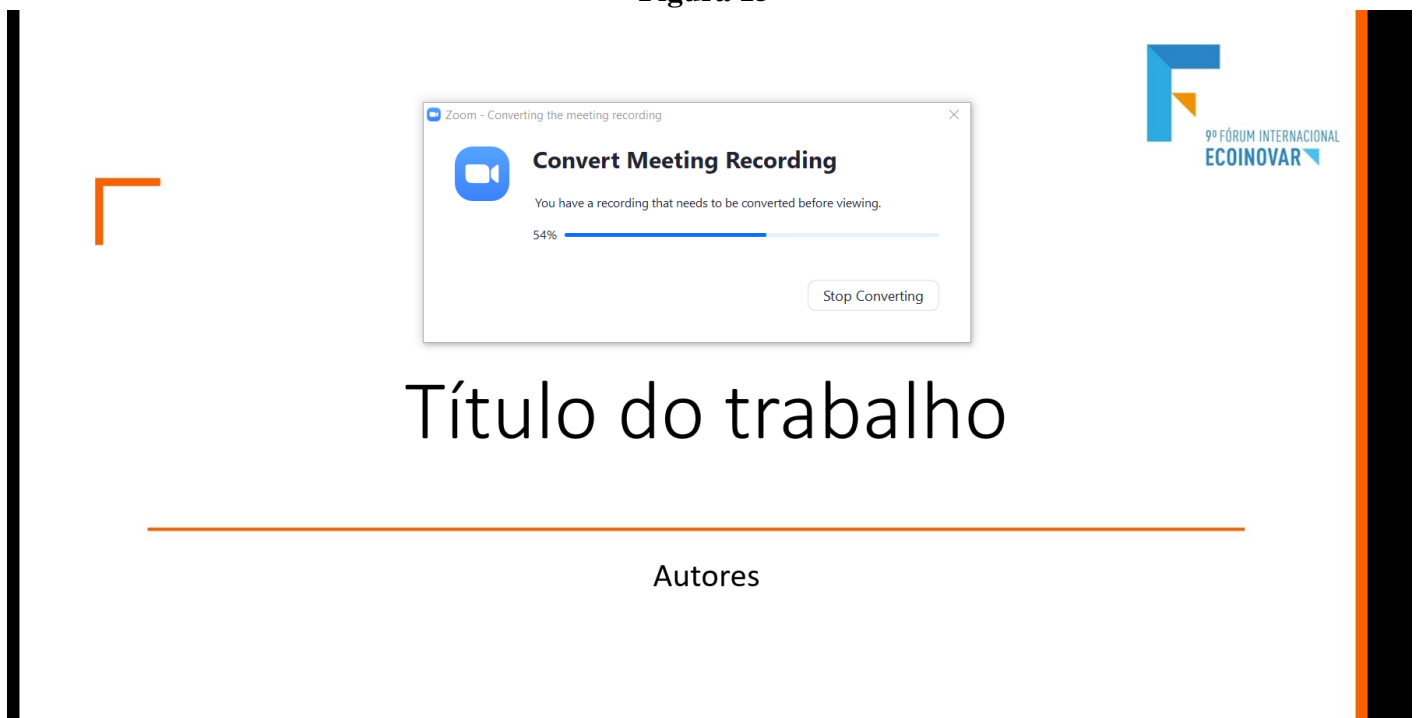 Zoom - Converting the meeting recording
Convert Meeting Recording
You have a recording that needs to be converted before viewing.
54%
Stop Converting
9º FÓRUM INTERNACIONAL
ECOINOVAR
Título do trabalho
Autores